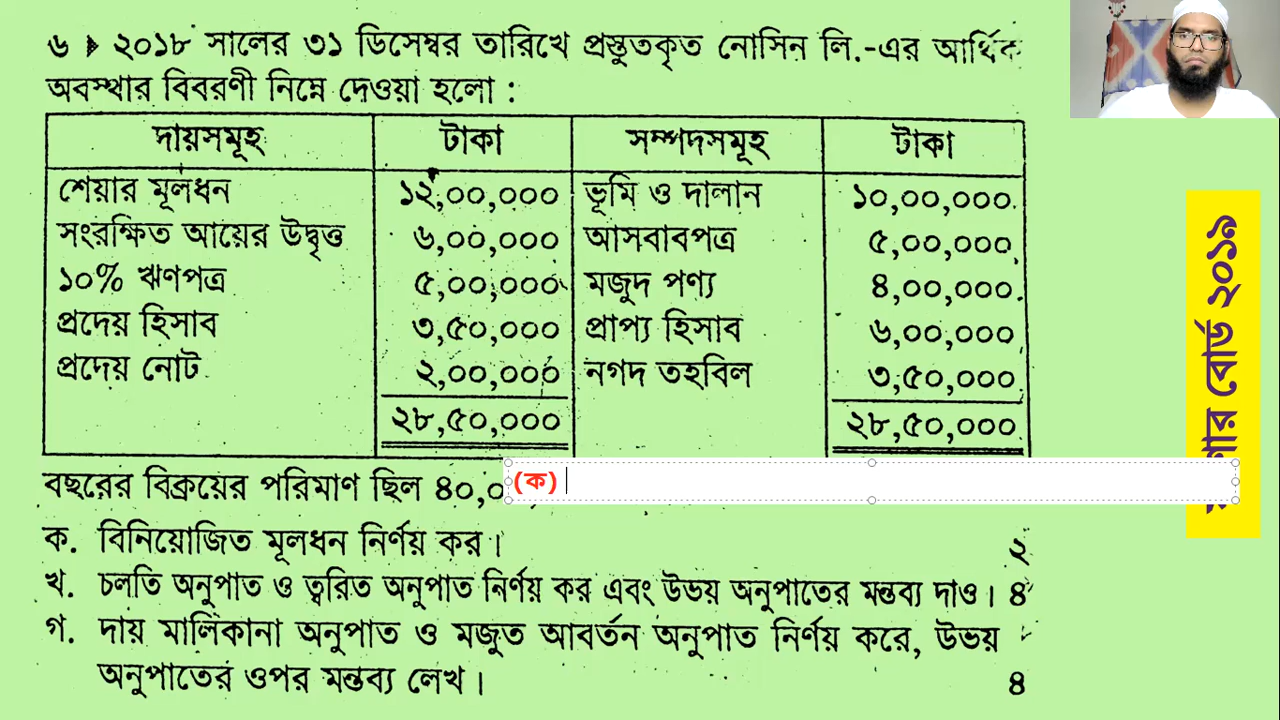 ৬ ▶ ২০১৮ সালের ৩১ ডিসেম্বর তারিখে প্রস্তুতকৃত নোসিন লি.-এর আর্থিক
অবস্থার বিবরণী নিম্নে দেওয়া হলো :
দায়সমূহ টাকা সম্পদসমূহ টাকা
শেয়ার মূলধন ১২,০০,০০০ ভূমি ও দালান ১০,০০,০০০
সংরক্ষিত আয়ের উদ্বৃত্ত ৬,০০,০০০ আসবাবপত্র ৫,০০,০০০
১০% ঋণপত্র ৫,০০,০০০ মজুদ পণ্য ৪,০০,০০০
প্রদেয় হিসাব ৩,৫০,০০০ প্রাপ্য হিসাব ৬,০০,০০০
প্রদেয় নোট ২,০০,০০০ নগদ তহবিল ৩,৫০,০০০
২৮,৫০,০০০ ২৮,৫০,০০০
বছরের বিক্রয়ের পরিমাণ ছিল ৪০,০ (ক)
ক. বিনিয়োজিত মূলধন নির্ণয় কর। ২
খ. চলতি অনুপাত ও ত্বরিত অনুপাত নির্ণয় কর এবং উভয় অনুপাতের মন্তব্য দাও। ৪
গ. দায় মালিকানা অনুপাত ও মজুত আবর্তন অনুপাত নির্ণয় করে, উভয়
অনুপাতের ওপর মন্তব্য লেখ। ৪
বোর্ড ২০১৯